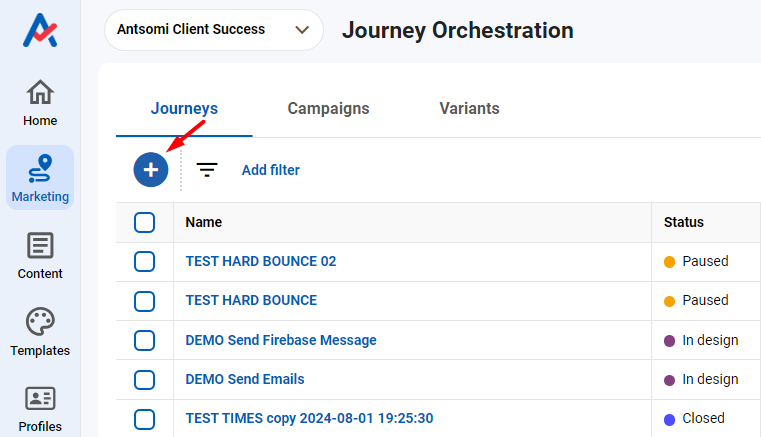 Antsomi Client Success
Journey Orchestration
Home
Marketing
Content
Templates
Profiles
Journeys
Campaigns
Variants
Add filter
Name
Status
TEST HARD BOUNCE 02
Paused
TEST HARD BOUNCE
Paused
DEMO Send Firebase Message
In design
DEMO Send Emails
In design
TEST TIMES copy 2024-08-01 19:25:30
Closed